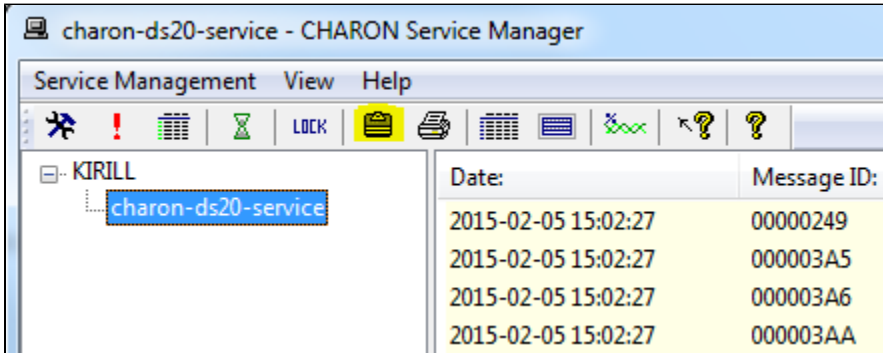 charon-ds20-service - CHARON Service Manager
Service Management View Help
LOCK
KIRILL
charon-ds20-service
Date: Message ID:
2015-02-05 15:02:27 00000249
2015-02-05 15:02:27 000003A5
2015-02-05 15:02:27 000003A6
2015-02-05 15:02:27 000003AA